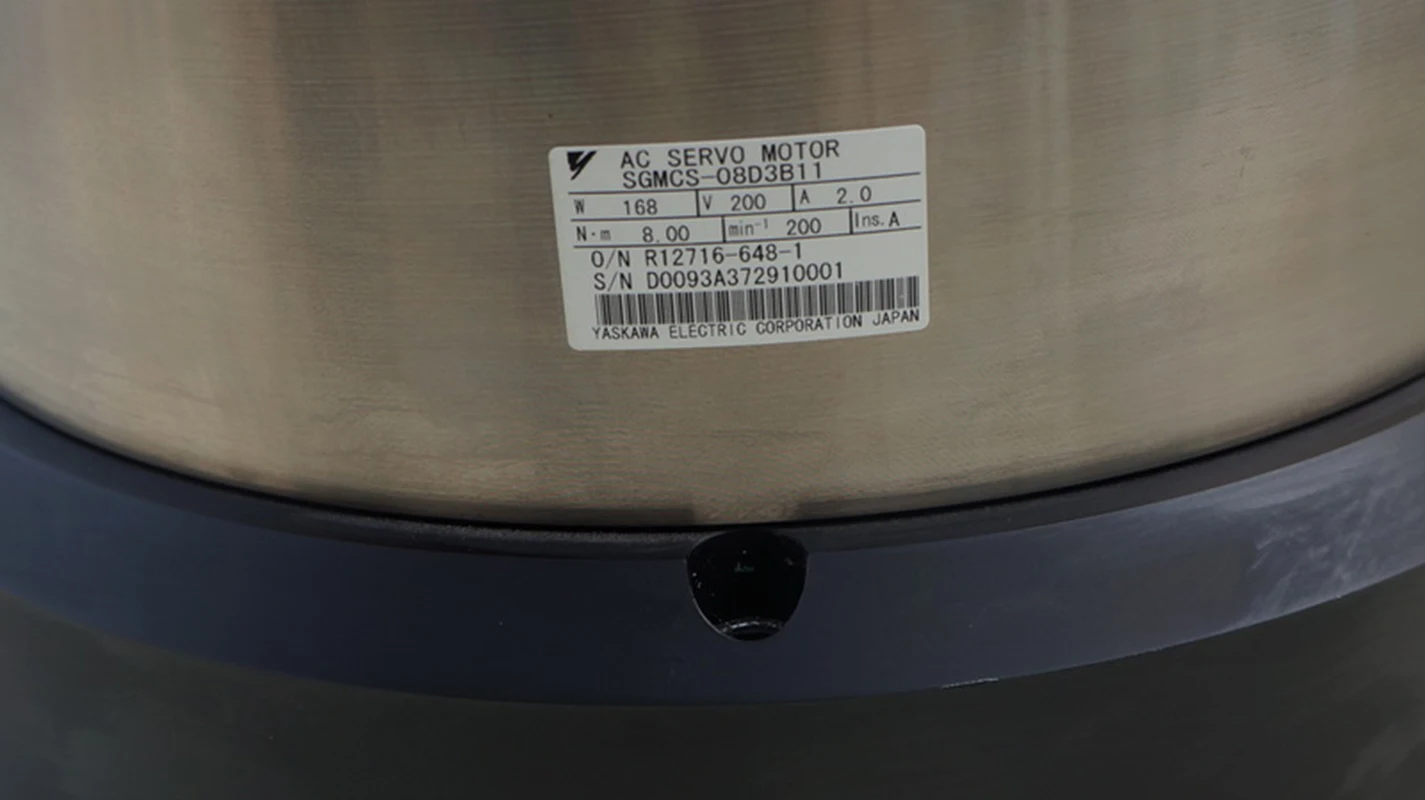 AC SERVO MOTOR
SGMCS-08D3B11
W 168 V 200 A 2.0
N·m 8.00 min⁻¹ 200 Ins. A
O/N R12716-648-1
S/N D0093A372910001
YASKAWA ELECTRIC CORPORATION JAPAN